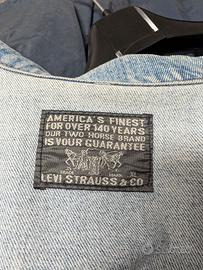 AMERICA'S FINEST
FOR OVER 140 YEARS
OUR TWO HORSE BRAND
IS YOUR GUARANTEE
LEVI STRAUSS & CO